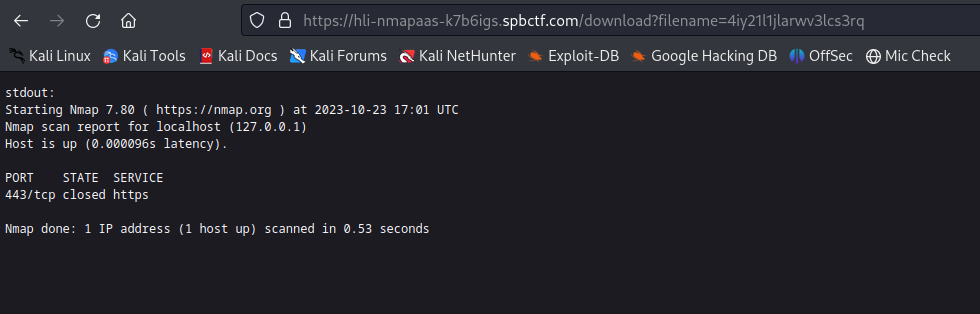 https://hli-nmapaas-k7b6igs.spbctf.com/download?filename=4iy21l1jlarwv3lcs3rq
Kali Linux Kali Tools Kali Docs Kali Forums Kali NetHunter Exploit-DB Google Hacking DB OffSec Mic Check
stdout:
Starting Nmap 7.80 ( https://nmap.org ) at 2023-10-23 17:01 UTC
Nmap scan report for localhost (127.0.0.1)
Host is up (0.000096s latency).
PORT    STATE  SERVICE
443/tcp closed https
Nmap done: 1 IP address (1 host up) scanned in 0.53 seconds